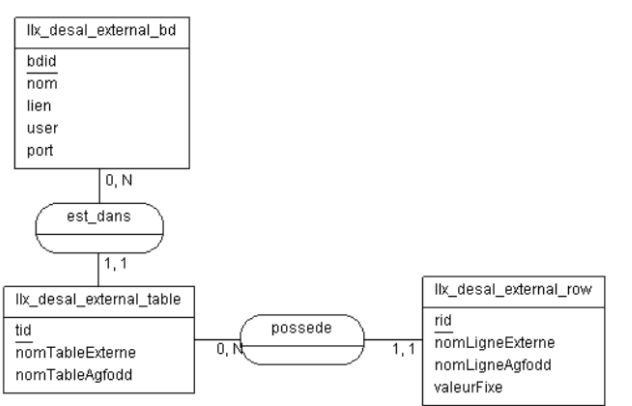 llx_desal_external_bd
bdid
nom
lien
user
port
0, N
est_dans
1, 1
llx_desal_external_table
tid
nomTableExterne
nomTableAgfodd
0, N
possede
1, 1
llx_desal_external_row
rid
nomLigneExterne
nomLigneAgfodd
valeurFixe